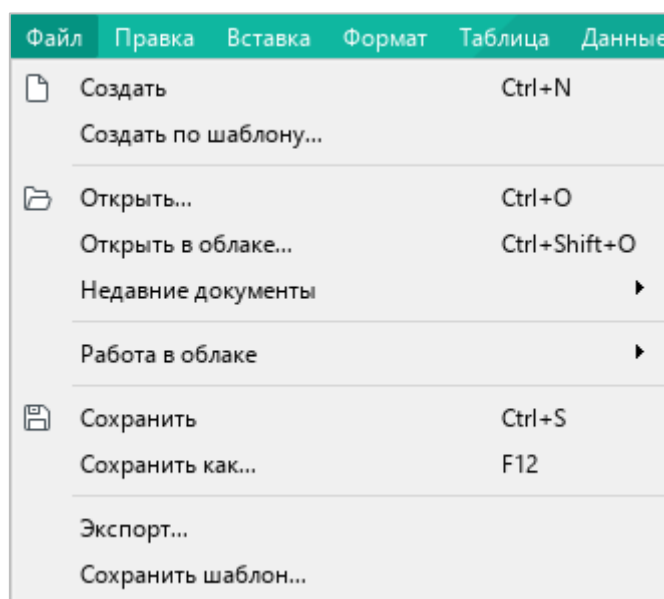 Файл Правка Вставка Формат Таблица Данные
Создать Ctrl+N
Создать по шаблону...
Открыть... Ctrl+O
Открыть в облаке... Ctrl+Shift+O
Недавние документы
Работа в облаке
Сохранить Ctrl+S
Сохранить как... F12
Экспорт...
Сохранить шаблон...